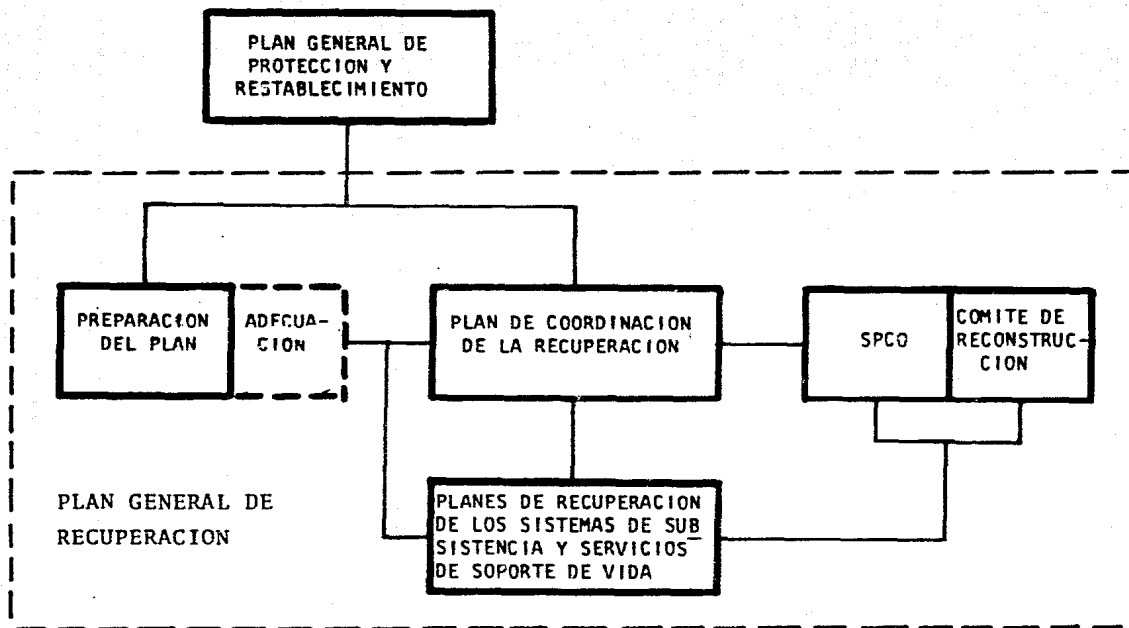 PLAN GENERAL DE
PROTECCION Y
RESTABLECIMIENTO
PREPARACION
DEL PLAN
ADECUA-
CION
PLAN DE COORDINACION
DE LA RECUPERACION
SPCO
COMITE DE
RECONSTRUC-
CION
PLAN GENERAL DE
RECUPERACION
PLANES DE RECUPERACION
DE LOS SISTEMAS DE SUB
SISTENCIA Y SERVICIOS
DE SOPORTE DE VIDA